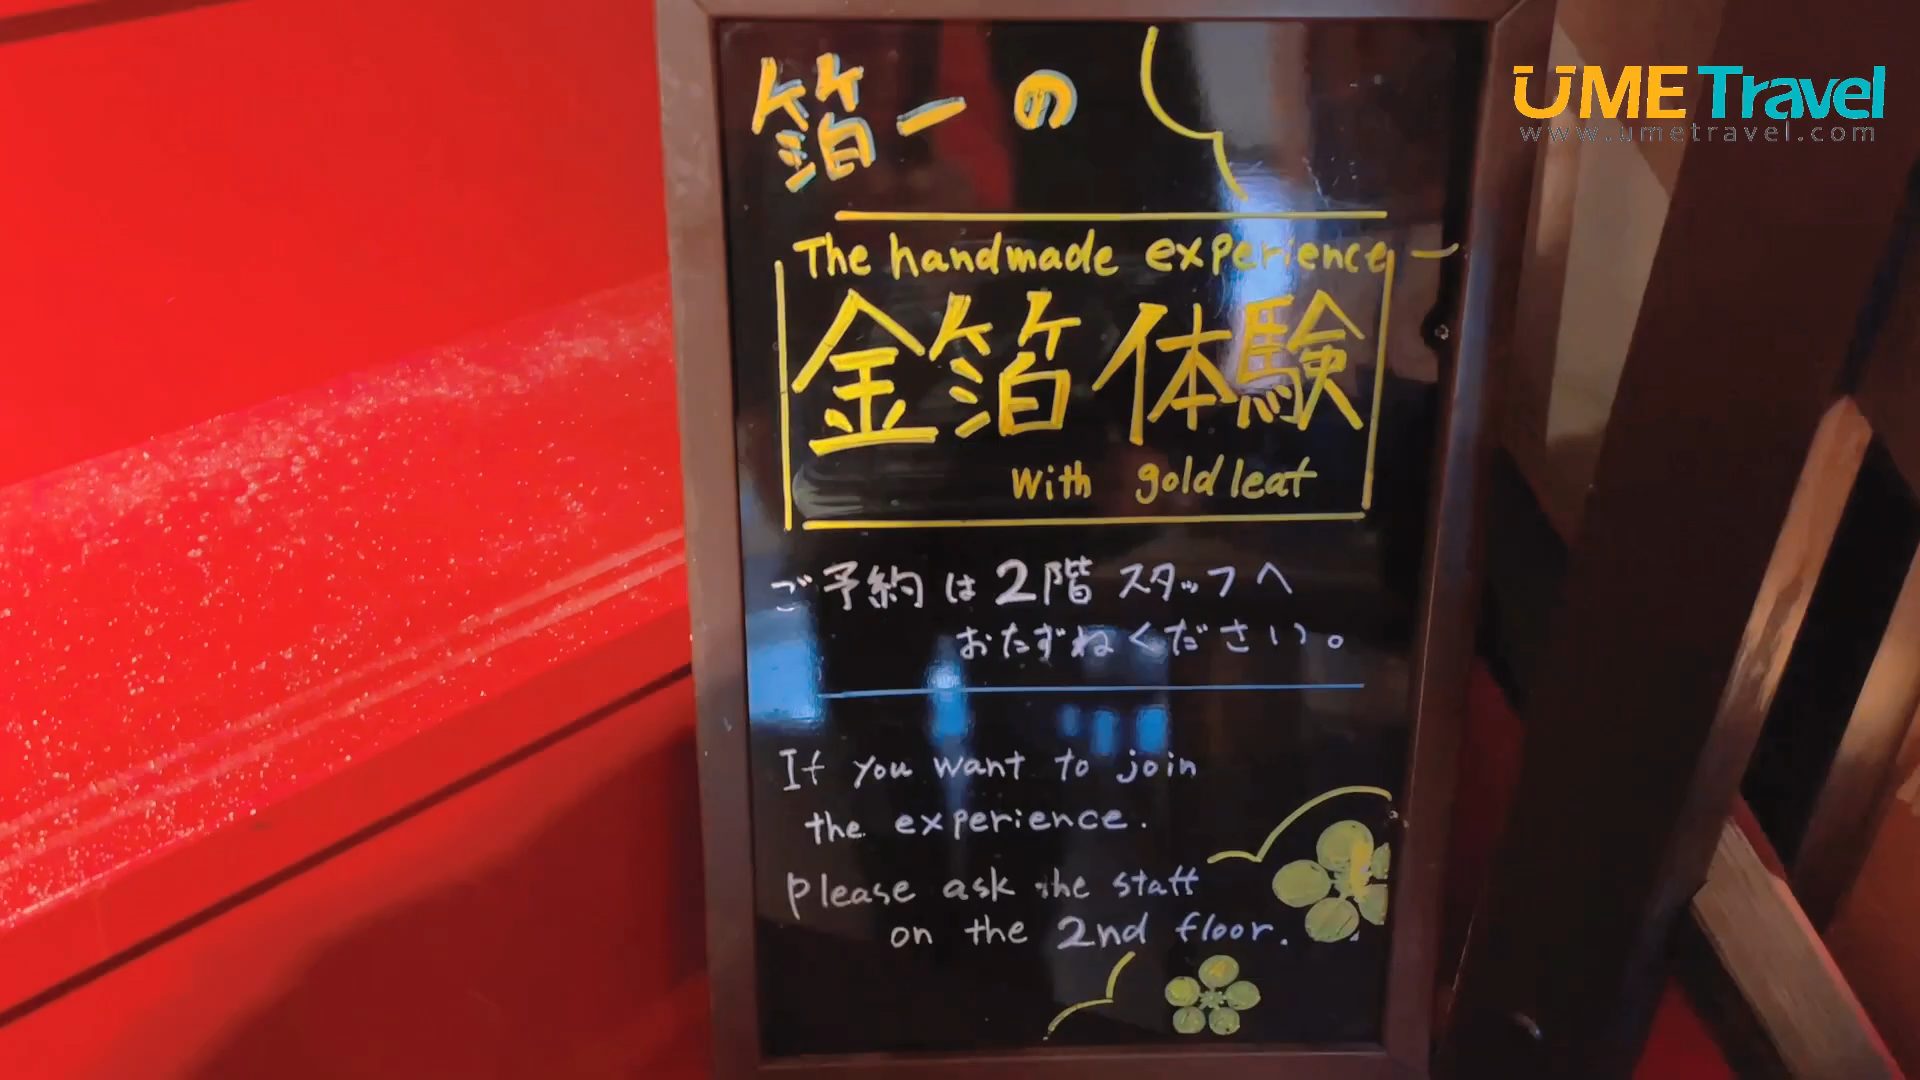 箔一の
The handmade experience
金箔体験
with gold leaf
ご予約は2階スタッフへ
おたずねください。
If you want to join
the experience.
Please ask the staff
on the 2nd floor.
UME Travel
www.umetravel.com